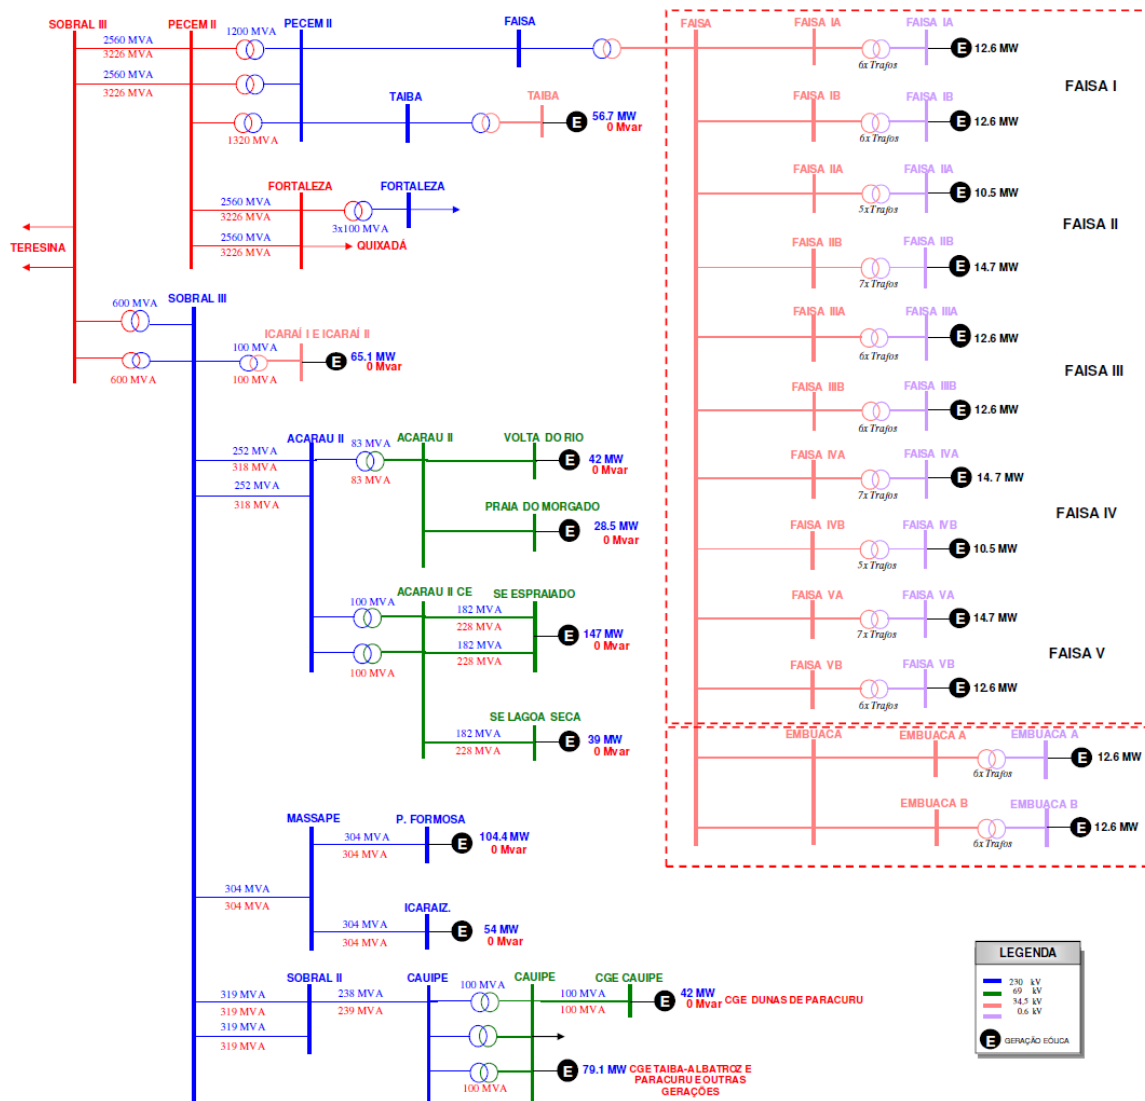 SOBRAL III
PECEM II
1200 MVA
PECEM II
FAISA
2560 MVA
3226 MVA
2560 MVA
3226 MVA
TAIBA
TAIBA
56.7 MW
0 Mvar
1320 MVA
FORTALEZA
FORTALEZA
2560 MVA
3226 MVA
3x100 MVA
2560 MVA
3226 MVA
QUIXADÁ
TERESINA
SOBRAL III
600 MVA
600 MVA
ICARAÍ I E ICARAÍ II
100 MVA
100 MVA
65.1 MW
0 Mvar
ACARAU II
83 MVA
ACARAU II
VOLTA DO RIO
252 MVA
318 MVA
83 MVA
42 MW
0 Mvar
252 MVA
318 MVA
PRAIA DO MORGADO
28.5 MW
0 Mvar
ACARAU II CE
SE ESPRAIADO
100 MVA
182 MVA
228 MVA
147 MW
0 Mvar
182 MVA
228 MVA
100 MVA
SE LAGOA SECA
182 MVA
228 MVA
39 MW
0 Mvar
MASSAPE
P. FORMOSA
304 MVA
304 MVA
104.4 MW
0 Mvar
304 MVA
304 MVA
ICARAIZ.
304 MVA
304 MVA
54 MW
0 Mvar
SOBRAL II
CAUIPE
CAUIPE
CGE CAUIPE
319 MVA
319 MVA
238 MVA
239 MVA
100 MVA
100 MVA
100 MVA
42 MW
0 Mvar
CGE DUNAS DE PARACURU
319 MVA
319 MVA
100 MVA
79.1 MW
CGE TAIBA-ALBATROZ E
PARACURU E OUTRAS
GERAÇÕES
FAISA
FAISA IA
FAISA IA
E
12.6 MW
6x Trafos
FAISA I
FAISA IB
FAISA IB
E
12.6 MW
6x Trafos
FAISA IIA
FAISA IIA
E
10.5 MW
5x Trafos
FAISA II
FAISA IIB
FAISA IIB
E
14.7 MW
7x Trafos
FAISA IIIA
FAISA IIIA
E
12.6 MW
6x Trafos
FAISA III
FAISA IIIB
FAISA IIIB
E
12.6 MW
6x Trafos
FAISA IVA
FAISA IVA
E
14.7 MW
7x Trafos
FAISA IV
FAISA IVB
FAISA IVB
E
10.5 MW
5x Trafos
FAISA VA
FAISA VA
E
14.7 MW
7x Trafos
FAISA V
FAISA VB
FAISA VB
E
12.6 MW
6x Trafos
EMBUACA
EMBUACA A
EMBUACA A
E
12.6 MW
6x Trafos
EMBUACA B
EMBUACA B
E
12.6 MW
6x Trafos
LEGENDA
230 kV
69 kV
34,5 kV
0.6 kV
E GERAÇÃO EÓLICA